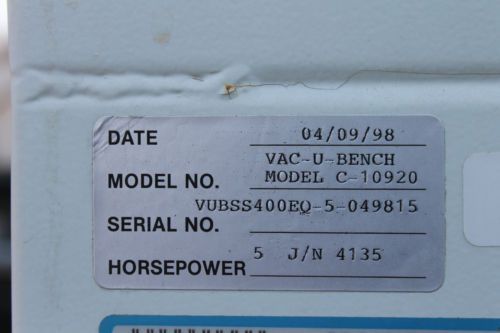 DATE 04/09/98
VAC-U-BENCH
MODEL NO. MODEL C-10920
VUBSS400EQ-5-049815
SERIAL NO.
HORSEPOWER 5 J/N 4135